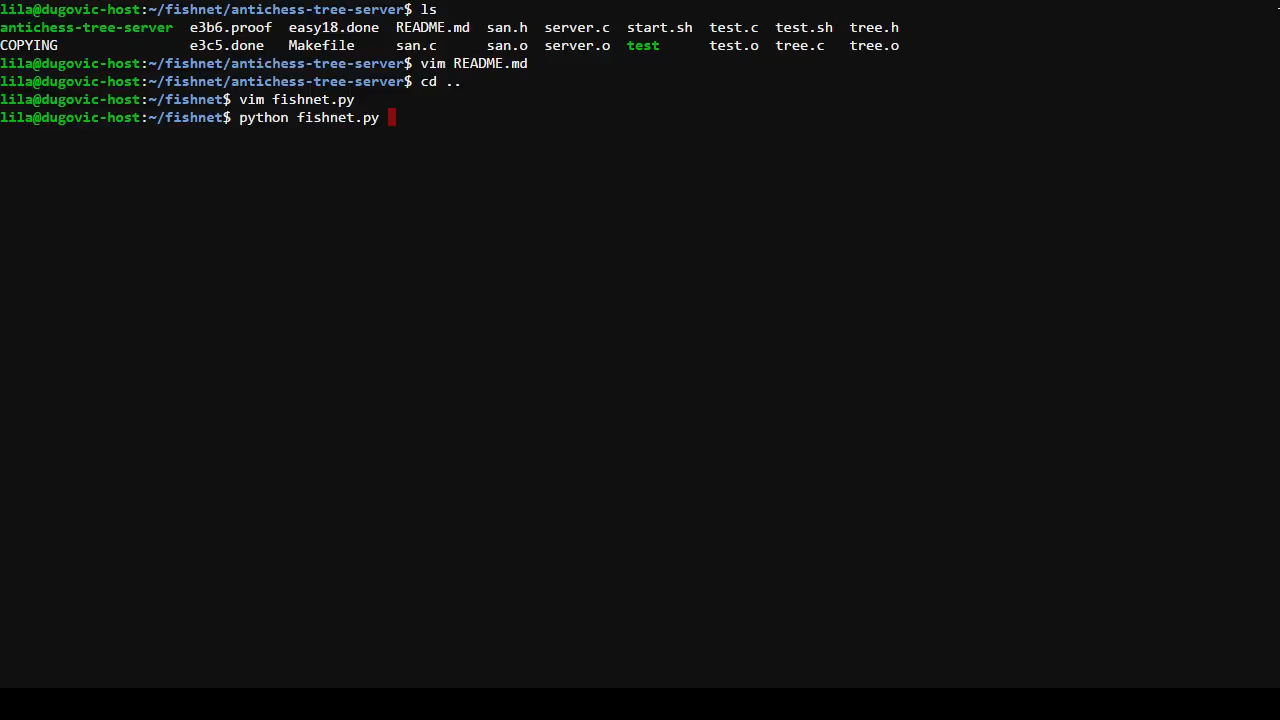 lila@dugovic-host:~/fishnet/antichess-tree-server$ ls
antichess-tree-server  e3b6.proof  easy18.done  README.md  san.h  server.c  start.sh  test.c  test.sh  tree.h
COPYING                e3c5.done   Makefile     san.c      san.o  server.o  test      test.o  tree.c   tree.o
lila@dugovic-host:~/fishnet/antichess-tree-server$ vim README.md
lila@dugovic-host:~/fishnet/antichess-tree-server$ cd ..
lila@dugovic-host:~/fishnet$ vim fishnet.py
lila@dugovic-host:~/fishnet$ python fishnet.py